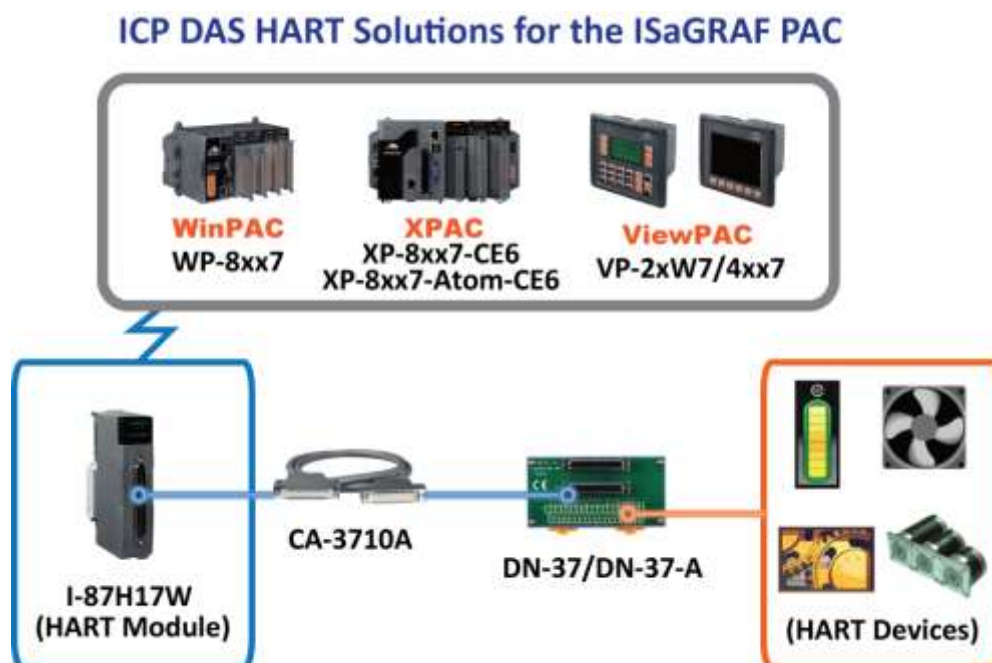 ICP DAS HART Solutions for the ISaGRAF PAC
WinPAC
WP-8xx7
XPAC
XP-8xx7-CE6
XP-8xx7-Atom-CE6
ViewPAC
VP-2xW7/4xx7
I-87H17W
(HART Module)
CA-3710A
DN-37/DN-37-A
(HART Devices)